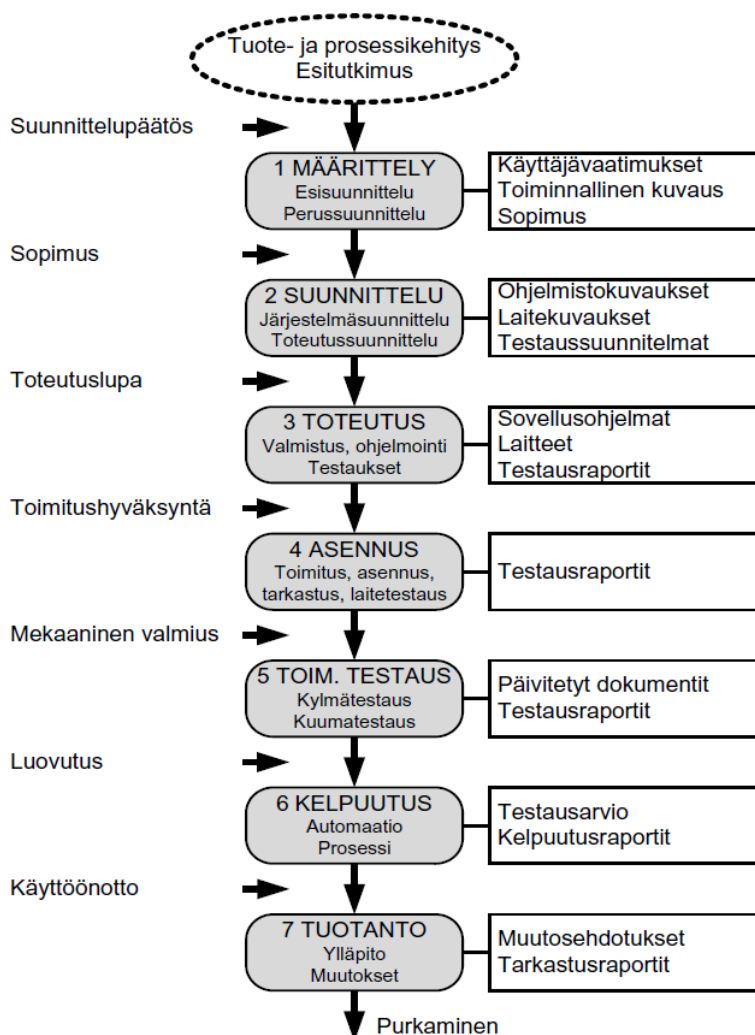 Tuote- ja prosessikehitys
Esitutkimus
Suunnittelupäätös
1 MÄÄRITTELY
Esisuunnittelu
Perussuunnittelu
Käyttäjävaatimukset
Toiminnallinen kuvaus
Sopimus
Sopimus
2 SUUNNITTELU
Järjestelmäsuunnittelu
Toteutussuunnittelu
Ohjelmistokuvaukset
Laitekuvaukset
Testaussuunnitelmat
Toteutuslupa
3 TOTEUTUS
Valmistus, ohjelmointi
Testaukset
Sovellusohjelmat
Laitteet
Testausraportit
Toimitushyväksyntä
4 ASENNUS
Toimitus, asennus,
tarkastus, laitetestaus
Testausraportit
Mekaaninen valmius
5 TOIM. TESTAUS
Kylmätestaus
Kuumatestaus
Päivitetyt dokumentit
Testausraportit
Luovutus
6 KELPUUTUS
Automaatio
Prosessi
Testausarvio
Kelpuutusraportit
Käyttöönotto
7 TUOTANTO
Ylläpito
Muutokset
Muutosehdotukset
Tarkastusraportit
Purkaminen